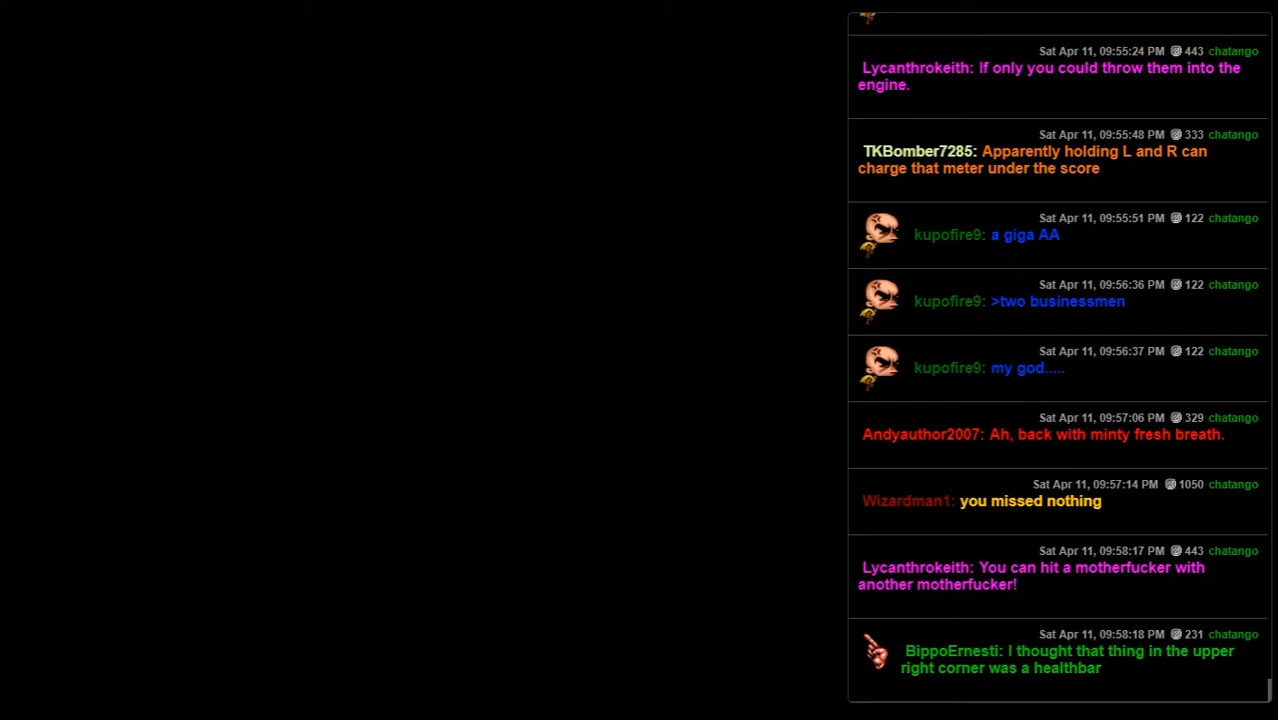 Sat Apr 11, 09:55:24 PM 443 chatango
Lycanthrokeith: If only you could throw them into the
engine.
Sat Apr 11, 09:55:48 PM 333 chatango
TKBomber7285: Apparently holding L and R can
charge that meter under the score
Sat Apr 11, 09:55:51 PM 122 chatango
kupofire9: a giga AA
Sat Apr 11, 09:56:36 PM 122 chatango
kupofire9: >two businessmen
Sat Apr 11, 09:56:37 PM 122 chatango
kupofire9: my god.....
Sat Apr 11, 09:57:06 PM 329 chatango
Andyauthor2007: Ah, back with minty fresh breath.
Sat Apr 11, 09:57:14 PM 1050 chatango
Wizardman1: you missed nothing
Sat Apr 11, 09:58:17 PM 443 chatango
Lycanthrokeith: You can hit a motherfucker with
another motherfucker!
Sat Apr 11, 09:58:18 PM 231 chatango
BippoErnesti: I thought that thing in the upper
right corner was a healthbar